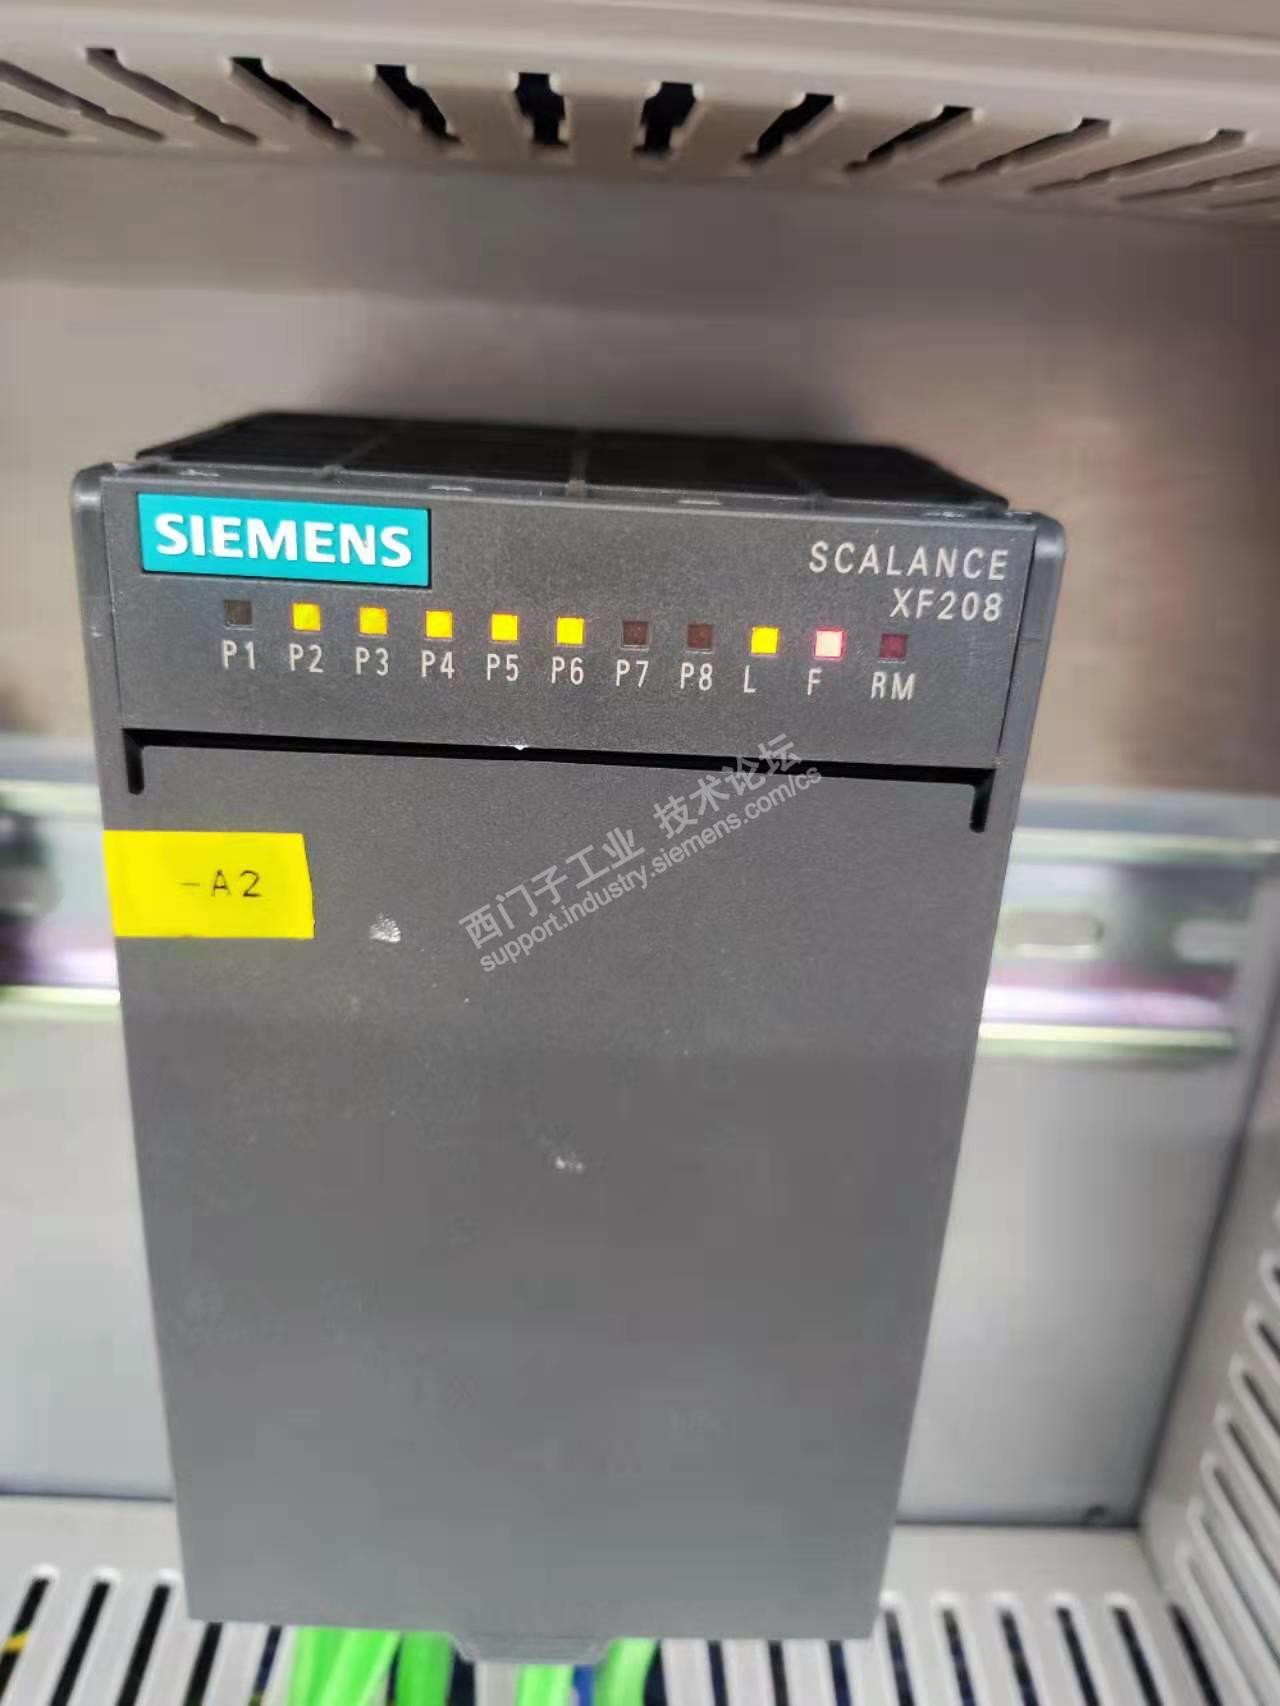 SIEMENS
SCALANCE
XF208
P1 P2 P3 P4 P5 P6 P7 P8 L F RM
-A2
西门子工业 技术论坛
support.industry.siemens.com/cs